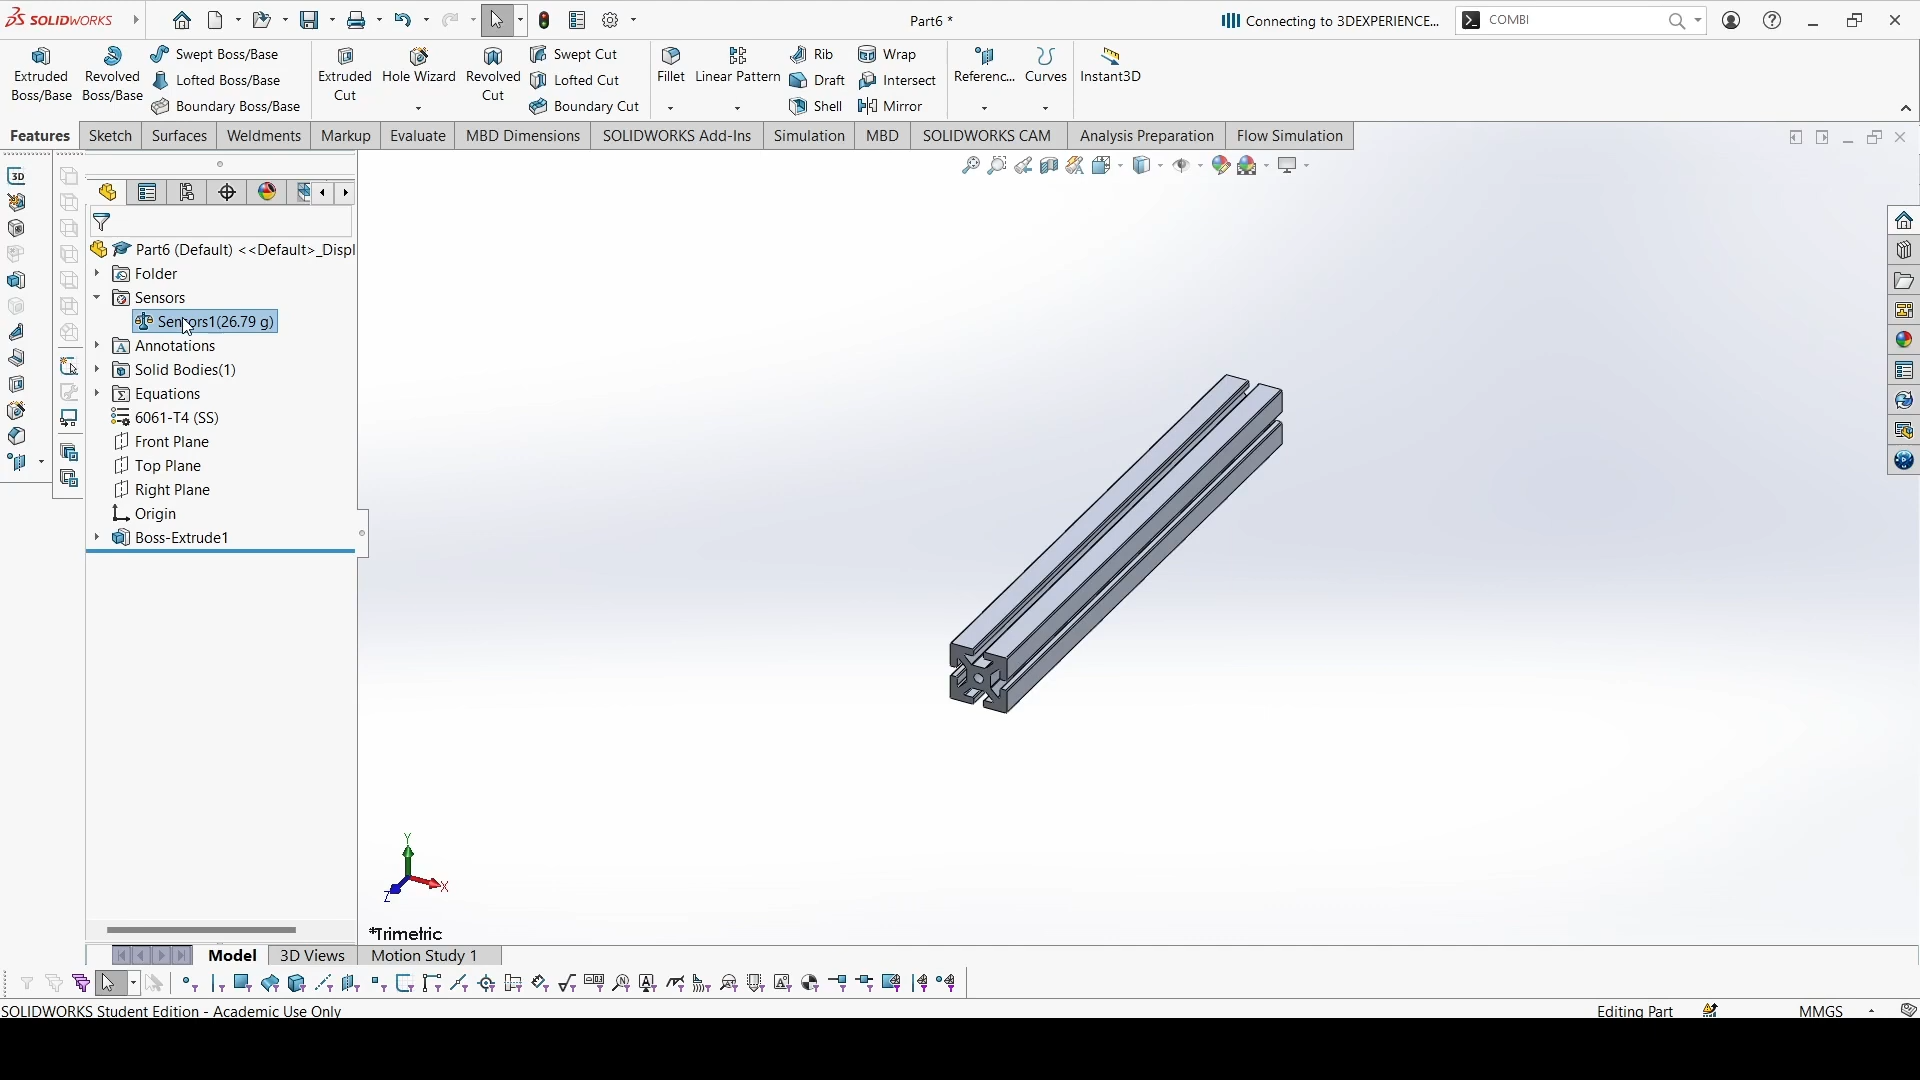 SOLIDWORKS
Part6 *
Connecting to 3DEXPERIENCE...
COMBI
Extruded Boss/Base
Revolved Boss/Base
Swept Boss/Base
Lofted Boss/Base
Boundary Boss/Base
Extruded Cut
Hole Wizard
Revolved Cut
Swept Cut
Lofted Cut
Boundary Cut
Fillet
Linear Pattern
Rib
Draft
Shell
Wrap
Intersect
Mirror
Referenc...
Curves
Instant3D
Features
Sketch
Surfaces
Weldments
Markup
Evaluate
MBD Dimensions
SOLIDWORKS Add-Ins
Simulation
MBD
SOLIDWORKS CAM
Analysis Preparation
Flow Simulation
3D
Part6 (Default) <<Default>_Displ
Folder
Sensors
Sensors1(26.79 g)
Annotations
Solid Bodies(1)
Equations
6061-T4 (SS)
Front Plane
Top Plane
Right Plane
Origin
Boss-Extrude1
Y
X
Z
*Trimetric
Model
3D Views
Motion Study 1
SOLIDWORKS Student Edition - Academic Use Only
Editing Part
MMGS